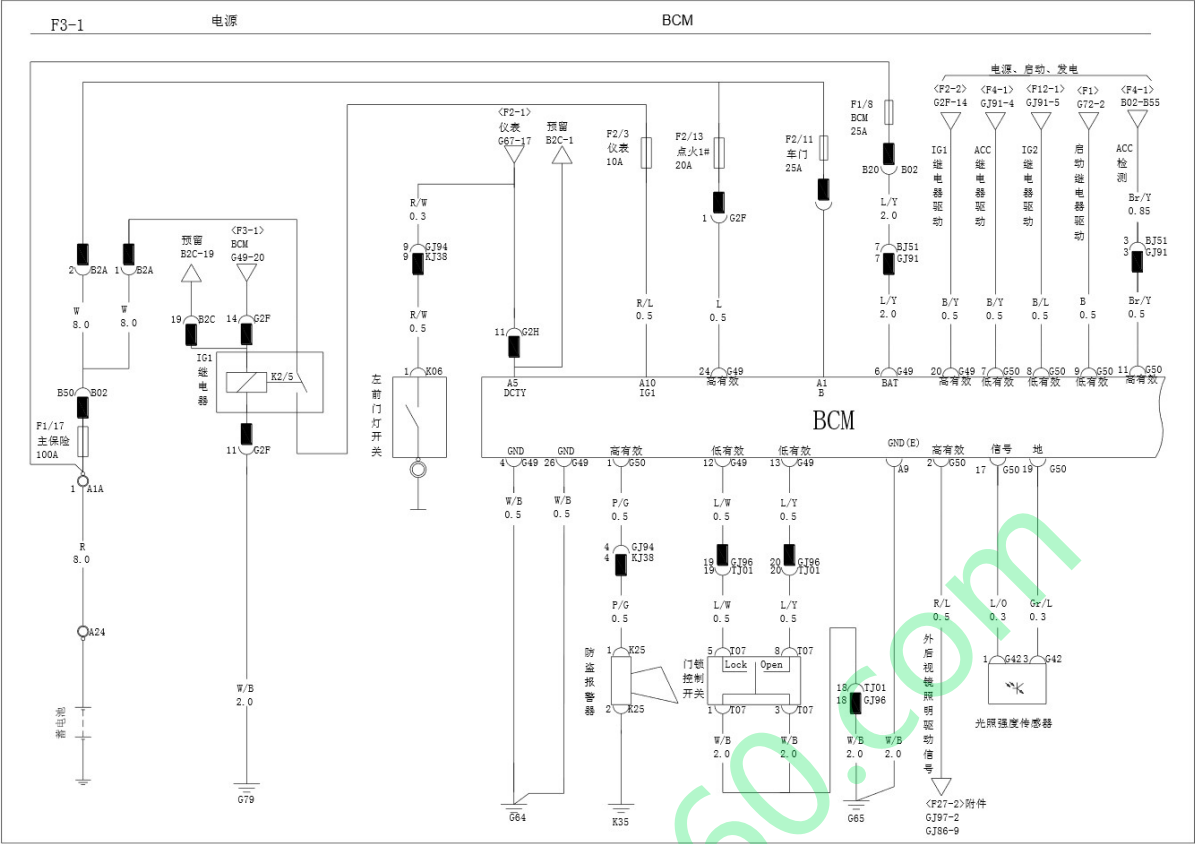 F3-1
电源
BCM
电源、启动、发电
<F2-2>
G2F-14
<F4-1>
GJ91-4
<F12-1>
GJ91-5
<F1>
G72-2
<F4-1>
B02-B55
<F2-1>
仪表
G67-17
预留
B2C-1
F2/3
仪表
10A
F2/13
点火1#
20A
F2/11
车门
25A
F1/8
BCM
25A
B20
B02
IG1
继电器驱动
ACC
继电器驱动
IG2
继电器驱动
启动继电器驱动
ACC
检测
Br/Y
0.85
R/W
0.3
1
G2F
L/Y
2.0
预留
B2C-19
<F3-1>
BCM
G49-20
9
GJ94
9
KJ38
7
BJ51
7
GJ91
3
BJ51
3
GJ91
2
B2A
1
B2A
W
8.0
W
8.0
R/W
0.5
R/L
0.5
L
0.5
L/Y
2.0
B/Y
0.5
B/Y
0.5
B/L
0.5
B
0.5
Br/Y
0.5
19
B2C
14
G2F
11
G2H
IG1
继电器
K2/5
左前门灯开关
1
K06
A5
DCTY
A10
IG1
24
G49
高有效
A1
B
6
G49
BAT
20
G49
高有效
7
G50
低有效
8
G50
低有效
9
G50
低有效
11
G50
高有效
B50
B02
F1/17
主保险
100A
BCM
11
G2F
GND
4
G49
GND
26
G49
高有效
1
G50
低有效
12
G49
低有效
13
G49
GND(E)
A9
高有效
2
G50
信号
17
G50
地
19
G50
1
A1A
W/B
0.5
W/B
0.5
P/G
0.5
L/W
0.5
L/Y
0.5
R
8.0
4
GJ94
4
KJ38
19
GJ96
19
TJ01
20
GJ96
20
TJ01
A24
P/G
0.5
L/W
0.5
L/Y
0.5
R/L
0.5
L/O
0.3
Gr/L
0.3
防盗报警器
1
K25
门锁控制开关
5
T07
8
T07
Lock
Open
外后视镜照明驱动信号
1
G42
3
G42
W/B
2.0
蓄电池
2
K25
1
T07
3
T07
18
TJ01
18
GJ96
光照强度传感器
W/B
2.0
W/B
2.0
W/B
2.0
W/B
2.0
G79
G64
K35
G65
<F27-2>附件
GJ97-2
GJ86-9
60.com